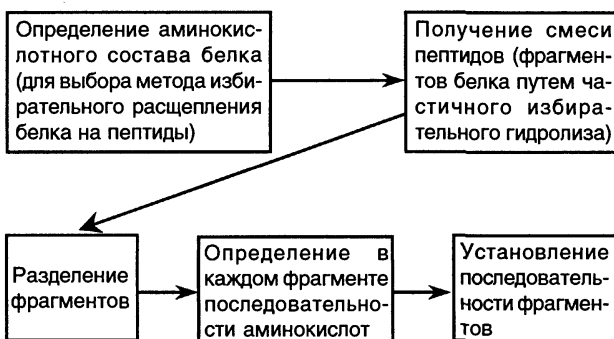 Определение аминокис-
лотного состава белка
(для выбора метода изби-
рательного расщепления
белка на пептиды)
Получение смеси
пептидов (фрагмен-
тов белка путем ча-
стичного избира-
тельного гидролиза)
Разделение
фрагментов
Определение в
каждом фрагменте
последовательно-
сти аминокислот
Установление
последователь-
ности фрагмен-
тов